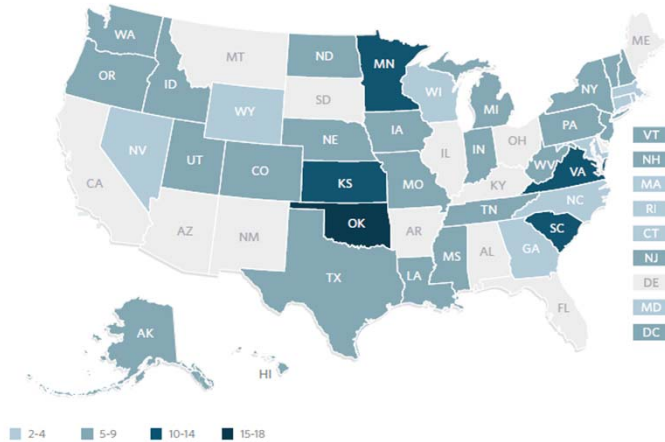 WA
MT
ND
MN
ME
OR
ID
SD
WI
NY
WY
MI
NE
IA
PA
NV
UT
CO
IL
IN
OH
WV
VA
CA
KS
MO
KY
NC
TN
AZ
NM
OK
AR
SC
MS
AL
GA
TX
LA
FL
AK
HI
VT
NH
MA
RI
CT
NJ
DE
MD
DC
2-4 5-9 10-14 15-18